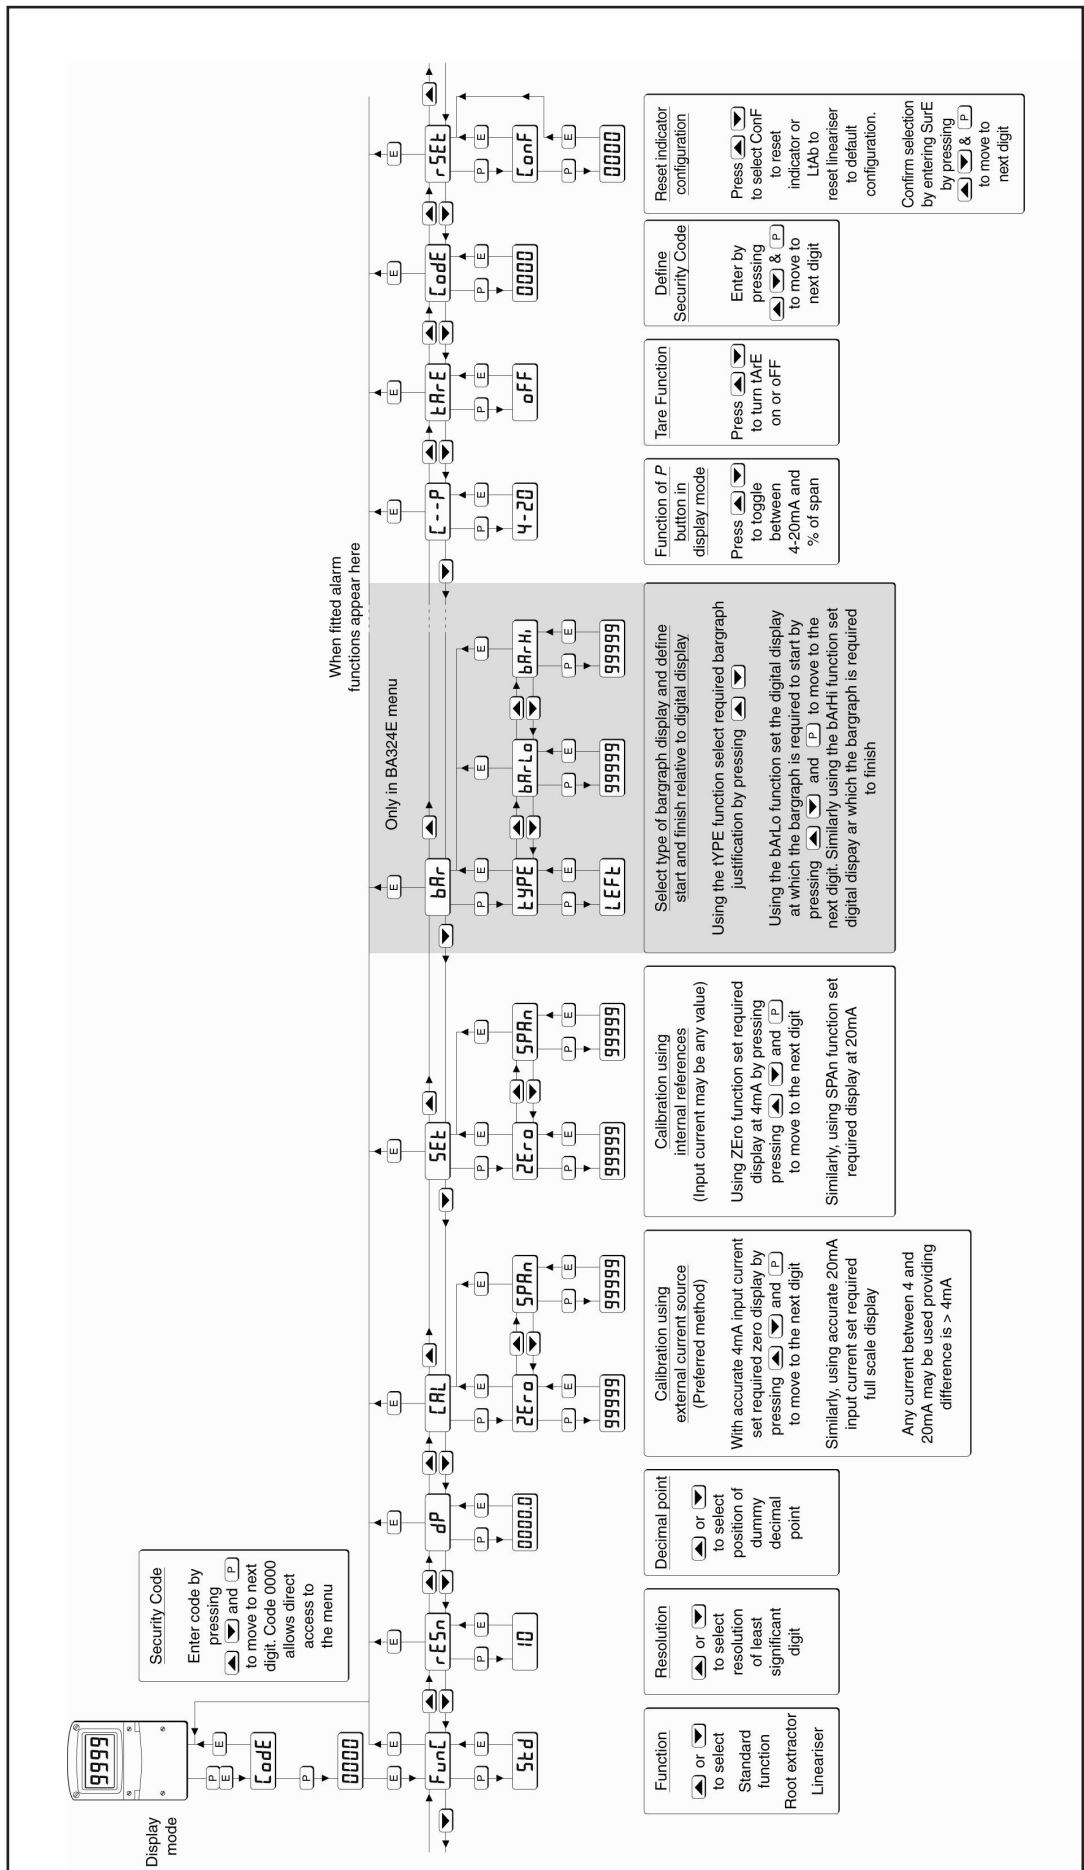 Display
mode
9999
P
E
E
CodE
P
0000
E
E
Security Code
Enter code by
pressing
▲ ▼ and P
to move to next
digit. Code 0000
allows direct
access to
the menu
FunC
P
E
Std
E
rESn
P
E
10
E
dP
P
E
0000.0
E
CAL
P
E
E
ZEro
SPAn
P
E
P
E
99999
99999
E
SEt
P
E
E
ZEro
SPAn
P
E
P
E
99999
99999
Only in BA324E menu
E
bAr
P
E
E
E
tYPE
bArLo
bArHi
P
E
P
E
P
E
LEFt
99999
99999
When fitted alarm
functions appear here
E
C--P
P
E
4-20
E
tArE
P
E
oFF
E
CodE
P
E
0000
E
rSEt
P
E
ConF
P
E
0000
Function
▲ or ▼
to select
Standard
function
Root extractor
Lineariser
Resolution
▲ or ▼
to select
resolution
of least
significant
digit
Decimal point
▲ or ▼
to select
position of
dummy
decimal
point
Calibration using
external current source
(Preferred method)
With accurate 4mA input current
set required zero display by
pressing ▲ ▼ and P
to move to the next digit
Similarly, using accurate 20mA
input current set required
full scale display
Any current between 4 and
20mA may be used providing
difference is > 4mA
Calibration using
internal references
(Input current may be any value)
Using ZEro function set required
display at 4mA by pressing
pressing ▲ ▼ and P
to move to the next digit
Similarly, using SPAn function set
required display at 20mA
Select type of bargraph display and define
start and finish relative to digital display
Using the tYPE function select required bargraph
justification by pressing ▲ ▼
Using the bArLo function set the digital display
at which the bargraph is required to start by
pressing ▲ ▼ and P to move to the
next digit. Similarly using the bArHi function set
digital dispay ar which the bargraph is required
to finish
Function of P
button in
display mode
Press ▲ ▼
to toggle
between
4-20mA and
% of span
Tare Function
Press ▲ ▼
to turn tArE
on or oFF
Define
Security Code
Enter by
pressing
▲ ▼ & P
to move to
next digit
Reset indicator
configuration
Press ▲ ▼
to select ConF
to reset
indicator or
LtAb to
reset lineariser
to default
configuration.
Confirm selection
by entering SurE
by pressing
▲ ▼ & P
to move to
next digit